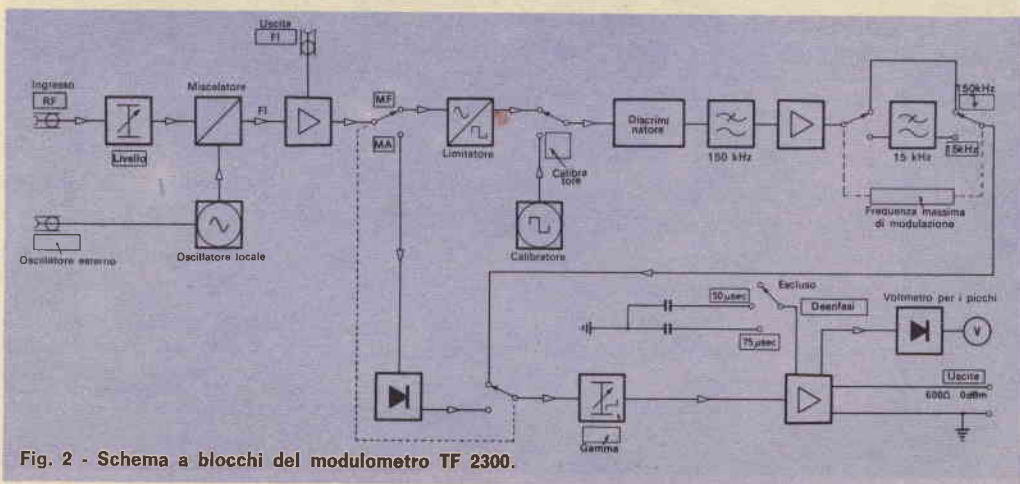 Uscita
FI
Ingresso
RF
Livello
Miscelatore
FI
Oscillatore esterno
Oscillatore locale
MF
MA
Limitatore
Calibra
tore
Calibratore
Discrimi
natore
150 kHz
15 kHz
150kHz
15kHz
Frequenza massima
di modulazione
50µsec
Escluso
Deenfasi
75µsec
Voltmetro per i picchi
V
Gamma
Uscita
600Ω 0dBm
Fig. 2 - Schema a blocchi del modulometro TF 2300.